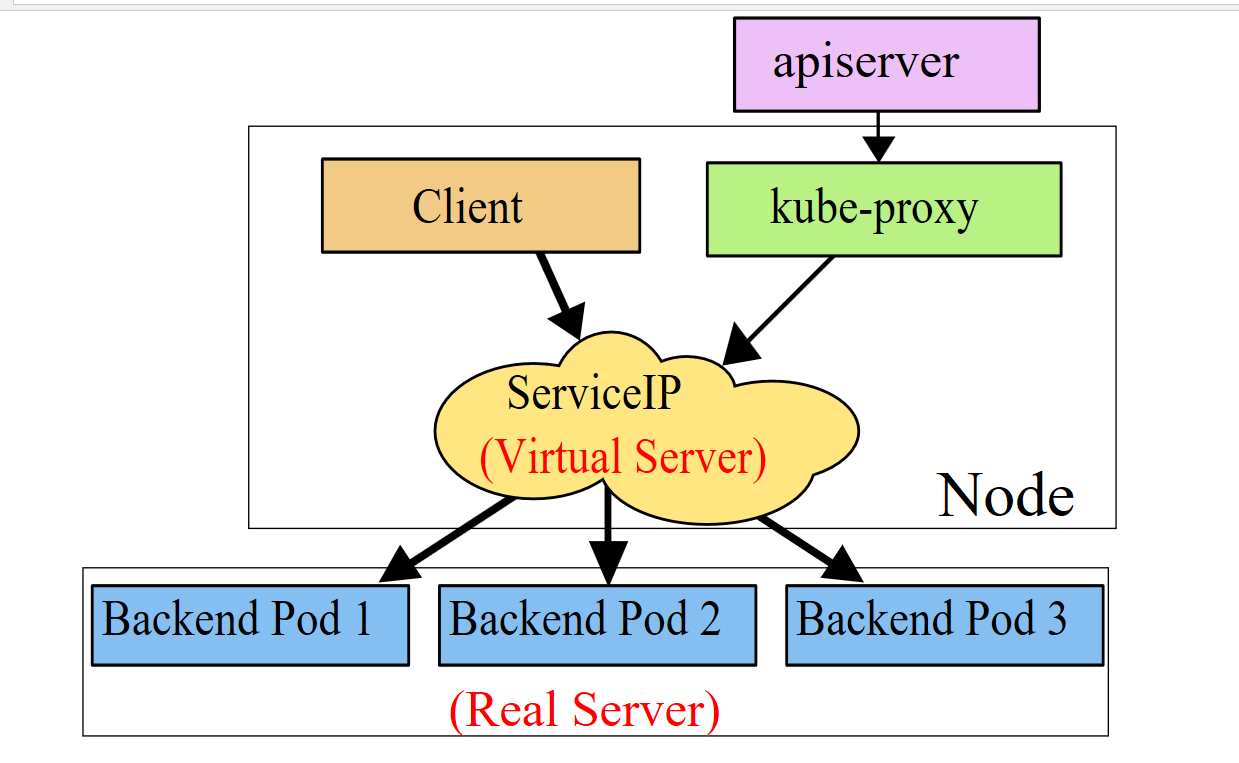 apiserver
Client
kube-proxy
ServiceIP
(Virtual Server)
Node
Backend Pod 1
Backend Pod 2
Backend Pod 3
(Real Server)